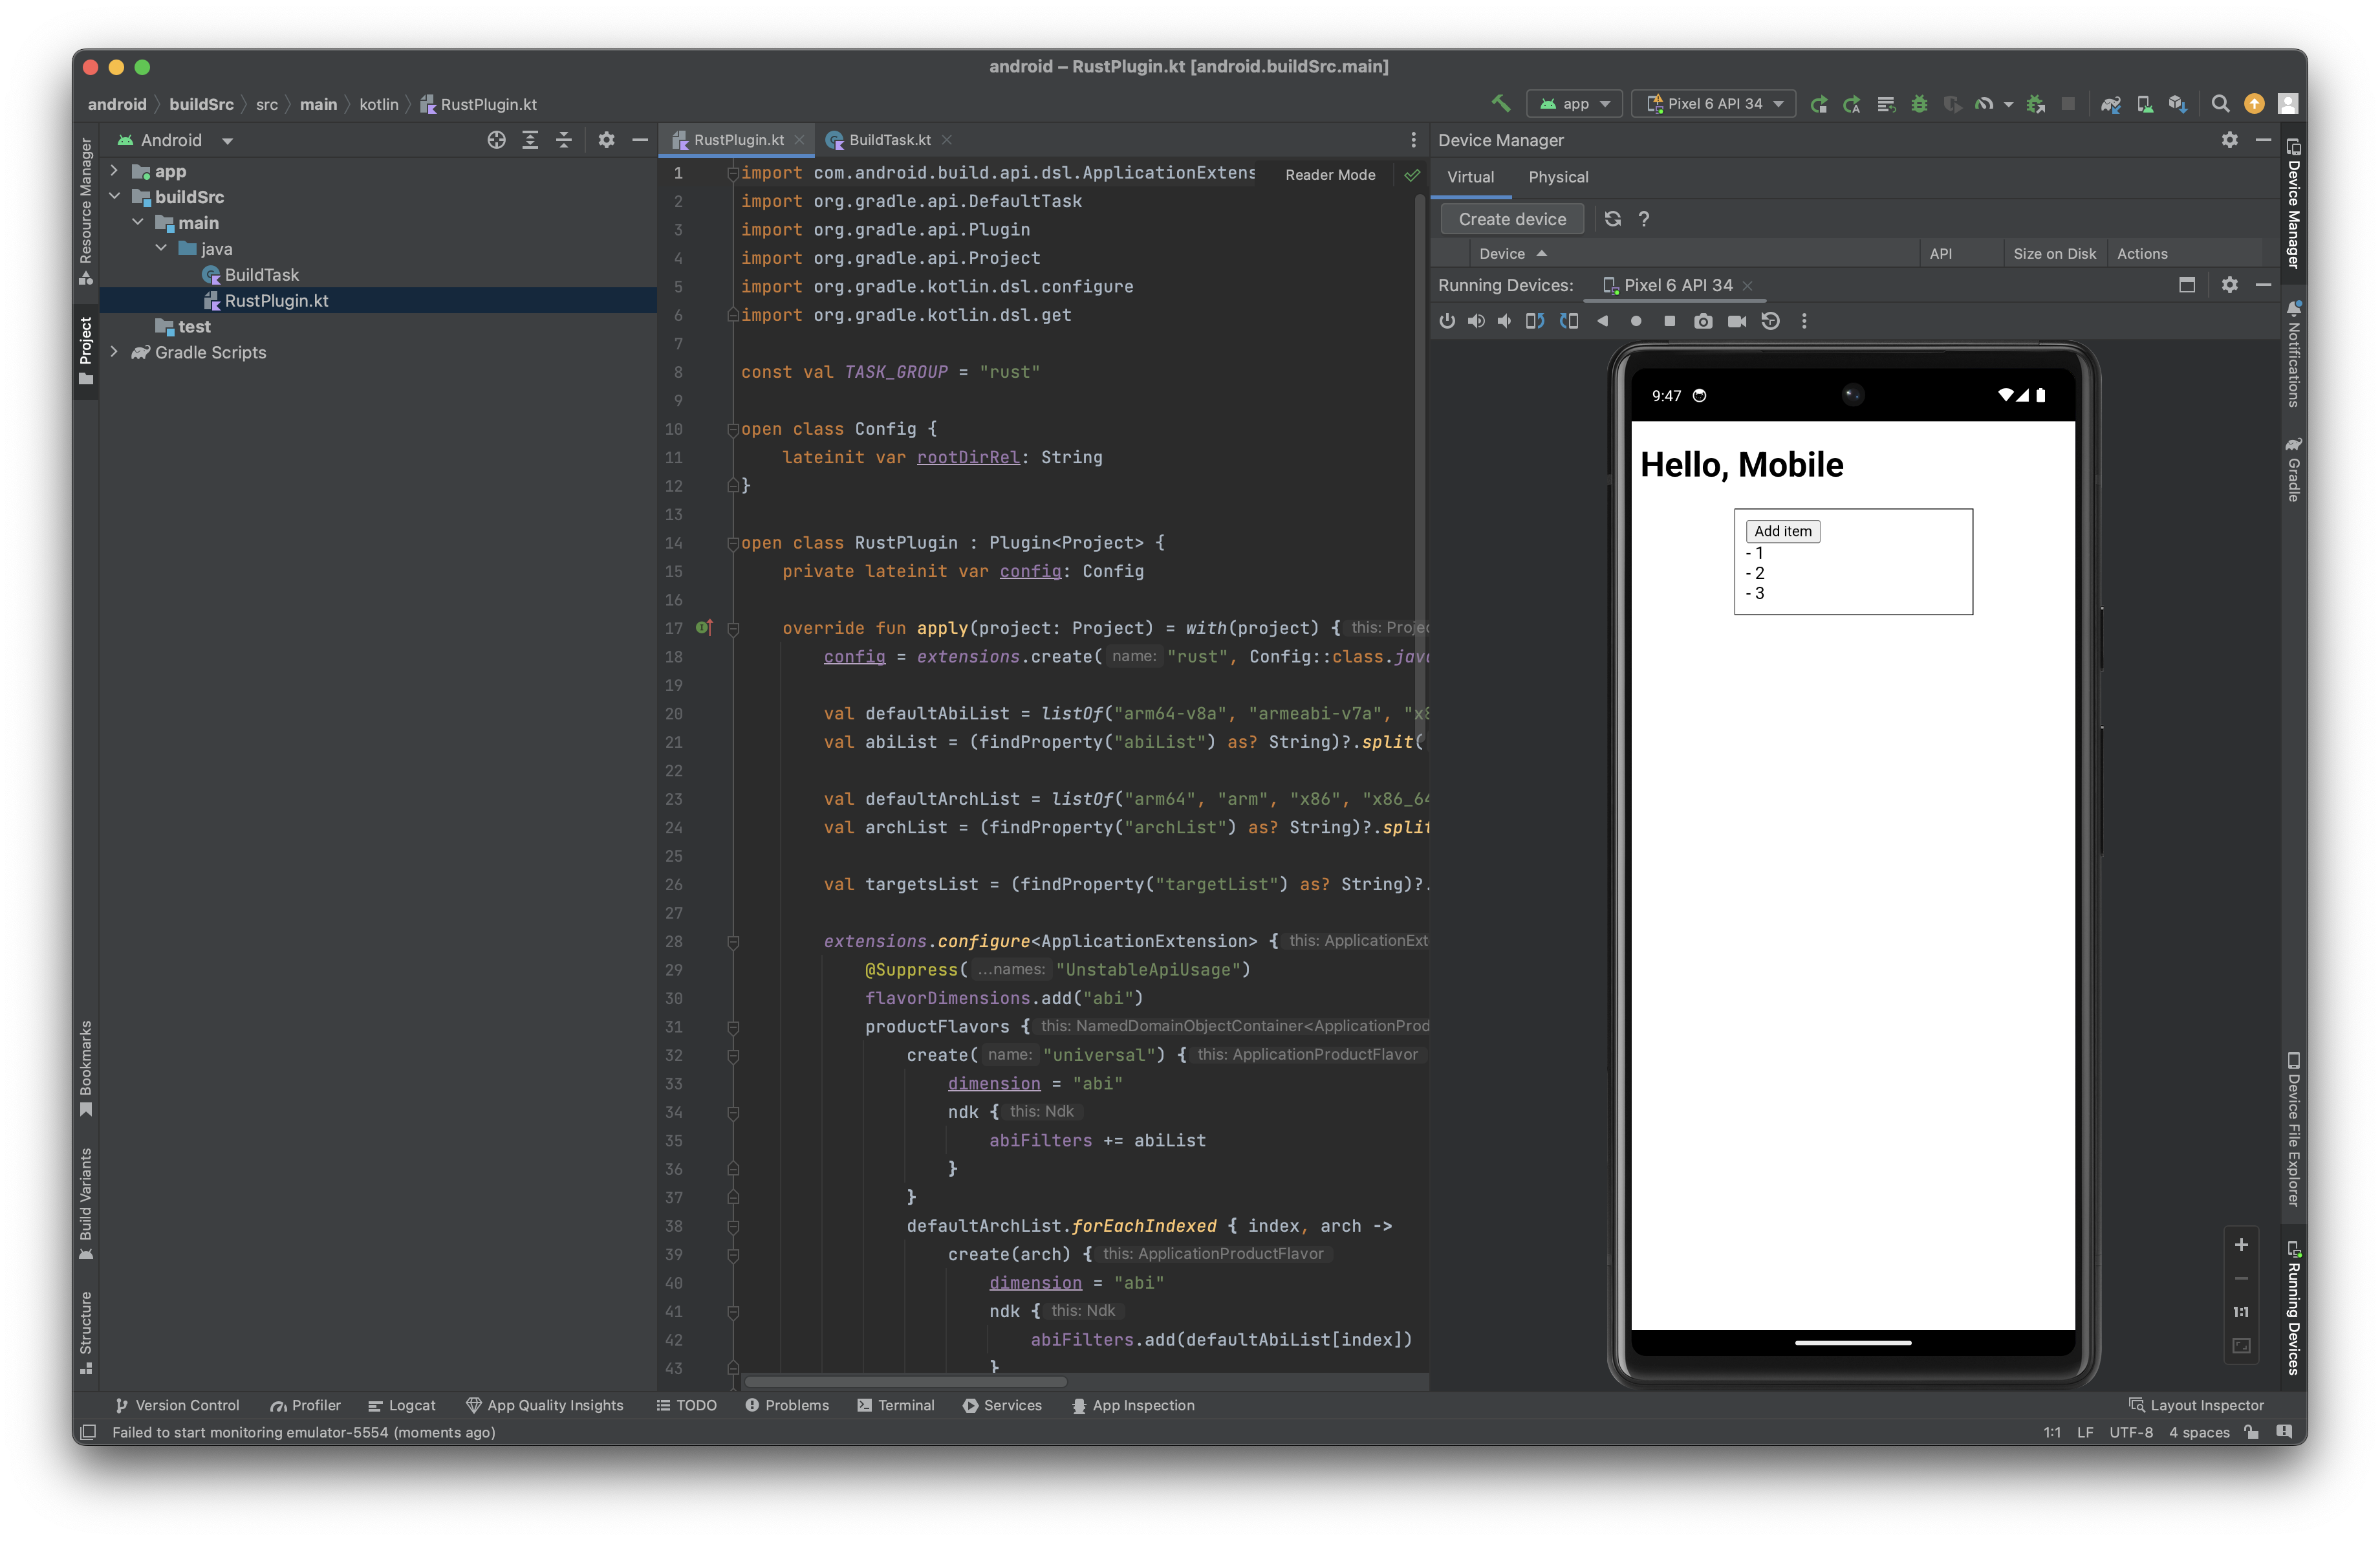 android – RustPlugin.kt [android.buildSrc.main]
android buildSrc src main kotlin RustPlugin.kt
app
Pixel 6 API 34
Resource Manager
Project
Bookmarks
Build Variants
Structure
Android
app
buildSrc
main
java
BuildTask
RustPlugin.kt
test
Gradle Scripts
RustPlugin.kt
BuildTask.kt
Reader Mode
1 import com.android.build.api.dsl.ApplicationExtens
2 import org.gradle.api.DefaultTask
3 import org.gradle.api.Plugin
4 import org.gradle.api.Project
5 import org.gradle.kotlin.dsl.configure
6 import org.gradle.kotlin.dsl.get
7
8 const val TASK_GROUP = "rust"
9
10 open class Config {
11 lateinit var rootDirRel: String
12 }
13
14 open class RustPlugin : Plugin<Project> {
15 private lateinit var config: Config
16
17 override fun apply(project: Project) = with(project) { this: Projec
18 config = extensions.create( name: "rust", Config::class.java
19
20 val defaultAbiList = listOf("arm64-v8a", "armeabi-v7a", "x8
21 val abiList = (findProperty("abiList") as? String)?.split(
22
23 val defaultArchList = listOf("arm64", "arm", "x86", "x86_64
24 val archList = (findProperty("archList") as? String)?.split
25
26 val targetsList = (findProperty("targetList") as? String)?.
27
28 extensions.configure<ApplicationExtension> { this: ApplicationExte
29 @Suppress( ...names: "UnstableApiUsage")
30 flavorDimensions.add("abi")
31 productFlavors { this: NamedDomainObjectContainer<ApplicationProd
32 create( name: "universal") { this: ApplicationProductFlavor
33 dimension = "abi"
34 ndk { this: Ndk
35 abiFilters += abiList
36 }
37 }
38 defaultArchList.forEachIndexed { index, arch ->
39 create(arch) { this: ApplicationProductFlavor
40 dimension = "abi"
41 ndk { this: Ndk
42 abiFilters.add(defaultAbiList[index])
43 }
Device Manager
Virtual Physical
Create device ?
Device API Size on Disk Actions
Running Devices: Pixel 6 API 34
9:47
Hello, Mobile
Add item
- 1
- 2
- 3
1:1
Device Manager
Notifications
Gradle
Device File Explorer
Running Devices
Version Control Profiler Logcat App Quality Insights TODO Problems Terminal Services App Inspection Layout Inspector
Failed to start monitoring emulator-5554 (moments ago) 1:1 LF UTF-8 4 spaces